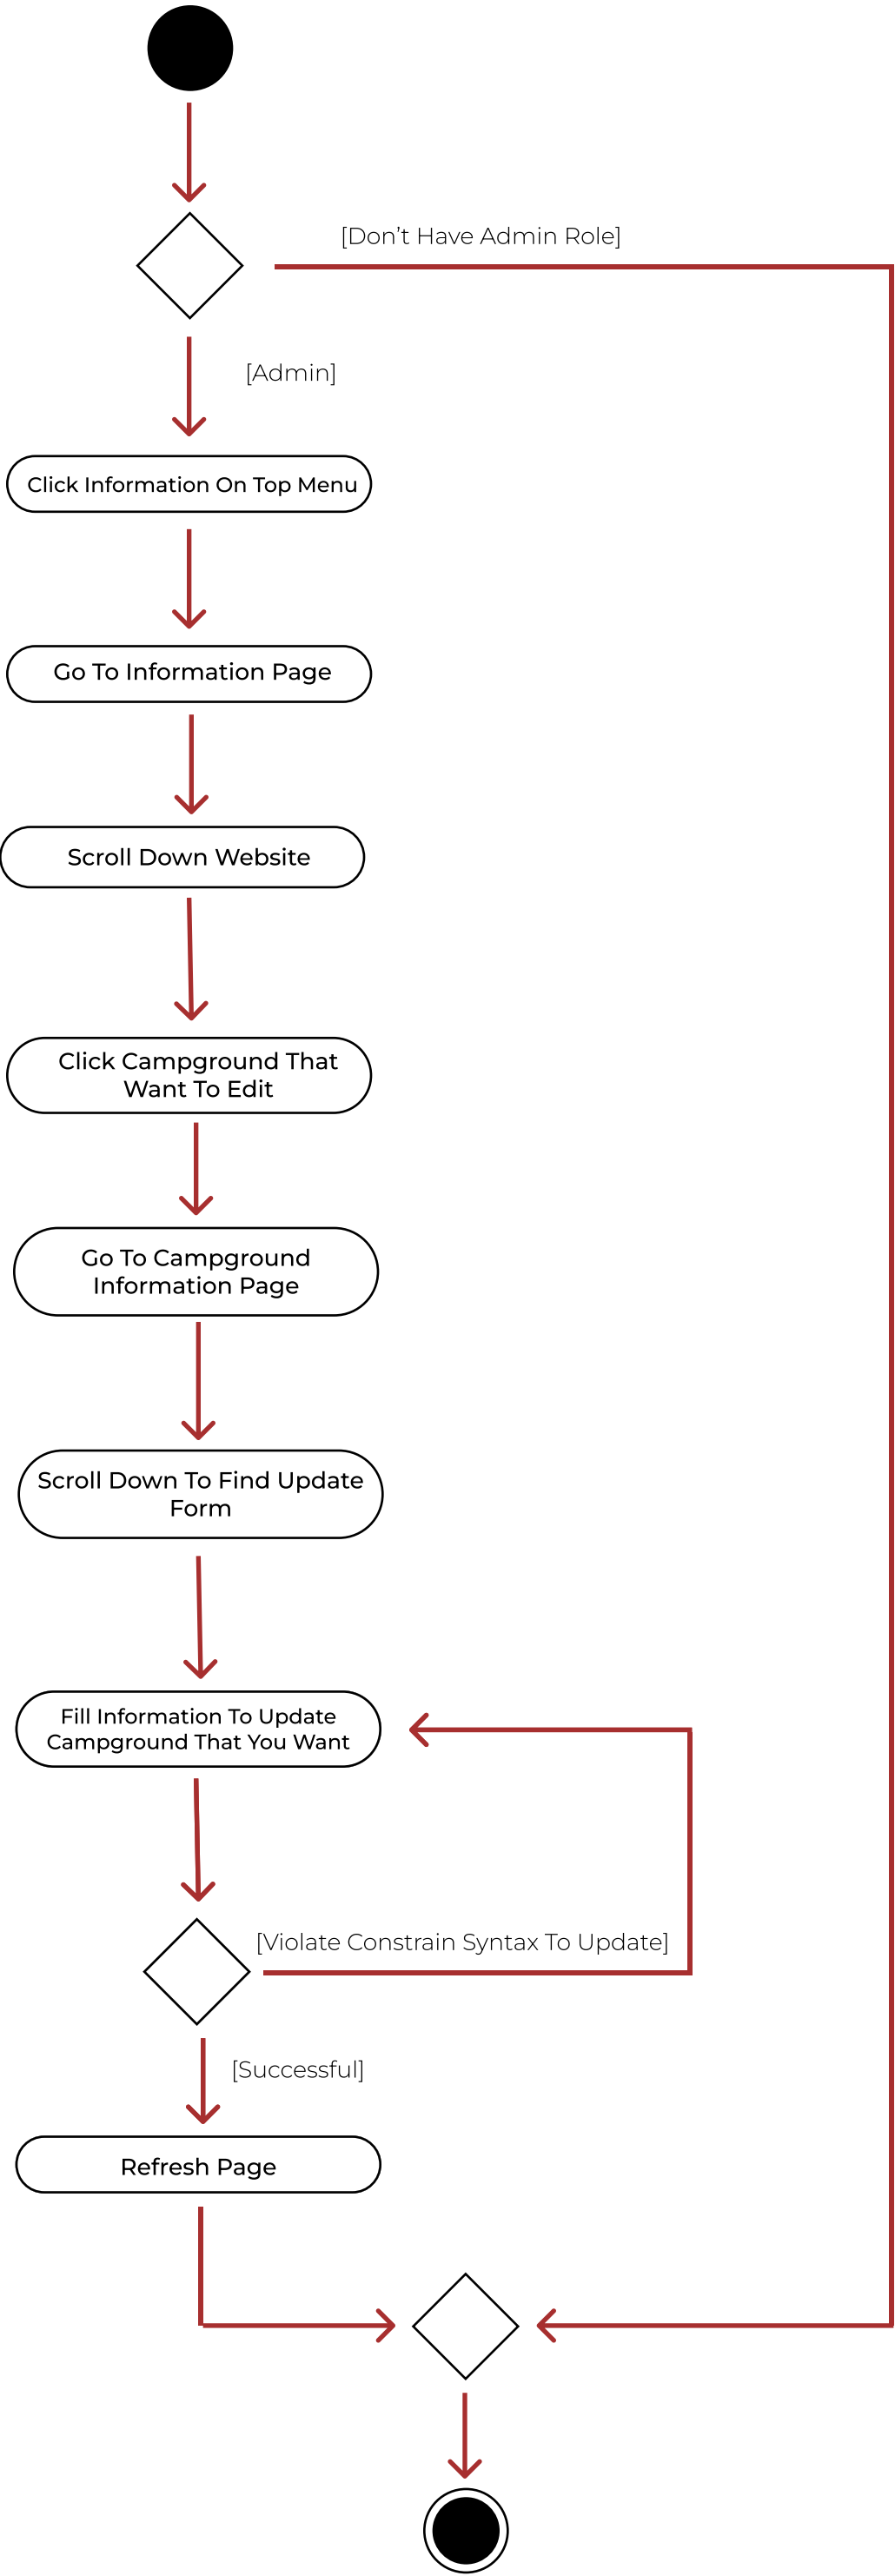 [Don’t Have Admin Role]
[Admin]
Click Information On Top Menu
Go To Information Page
Scroll Down Website
Click Campground That
Want To Edit
Go To Campground
Information Page
Scroll Down To Find Update
Form
Fill Information To Update
Campground That You Want
[Violate Constrain Syntax To Update]
[Successful]
Refresh Page